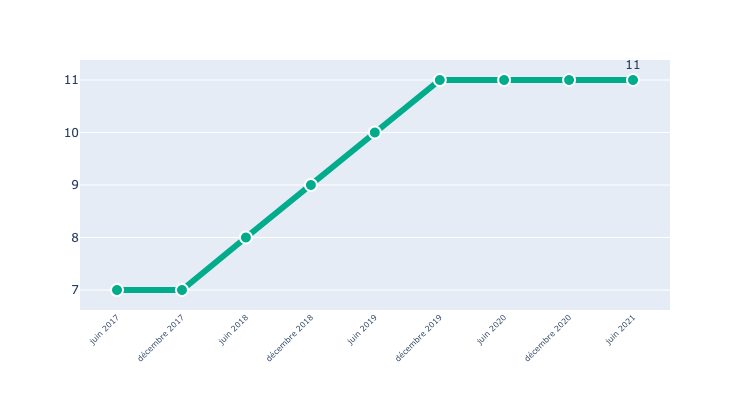 11
11
10
9
8
7
juin 2017
décembre 2017
juin 2018
décembre 2018
juin 2019
décembre 2019
juin 2020
décembre 2020
juin 2021